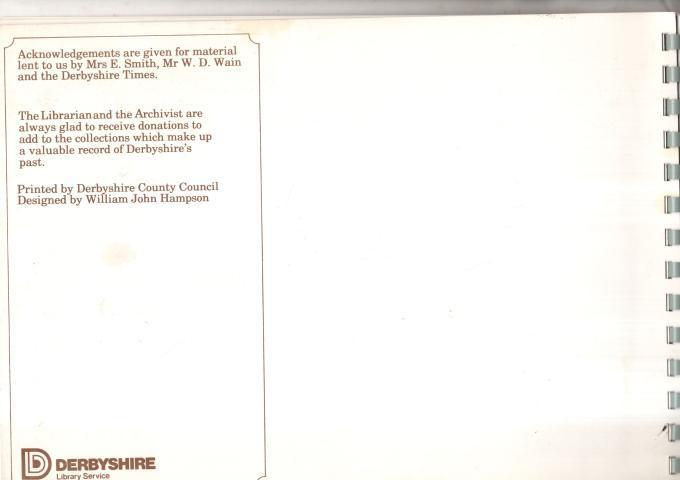 Acknowledgements are given for material
lent to us by Mrs E. Smith, Mr W. D. Wain
and the Derbyshire Times.
The Librarian and the Archivist are
always glad to receive donations to
add to the collections which make up
a valuable record of Derbyshire's
past.
Printed by Derbyshire County Council
Designed by William John Hampson
DERBYSHIRE
Library Service